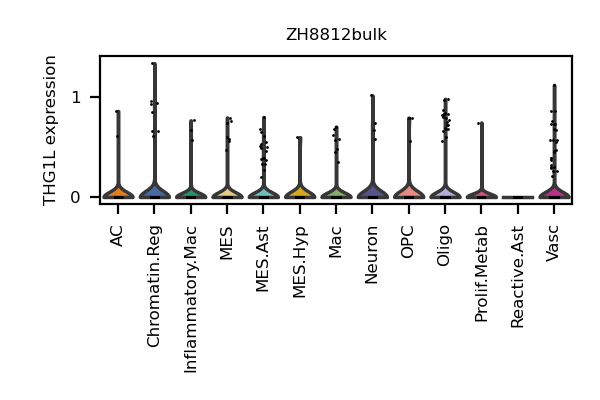 ZH8812bulk
THG1L expression
1
0
AC
Chromatin.Reg
Inflammatory.Mac
MES
MES.Ast
MES.Hyp
Mac
Neuron
OPC
Oligo
Prolif.Metab
Reactive.Ast
Vasc